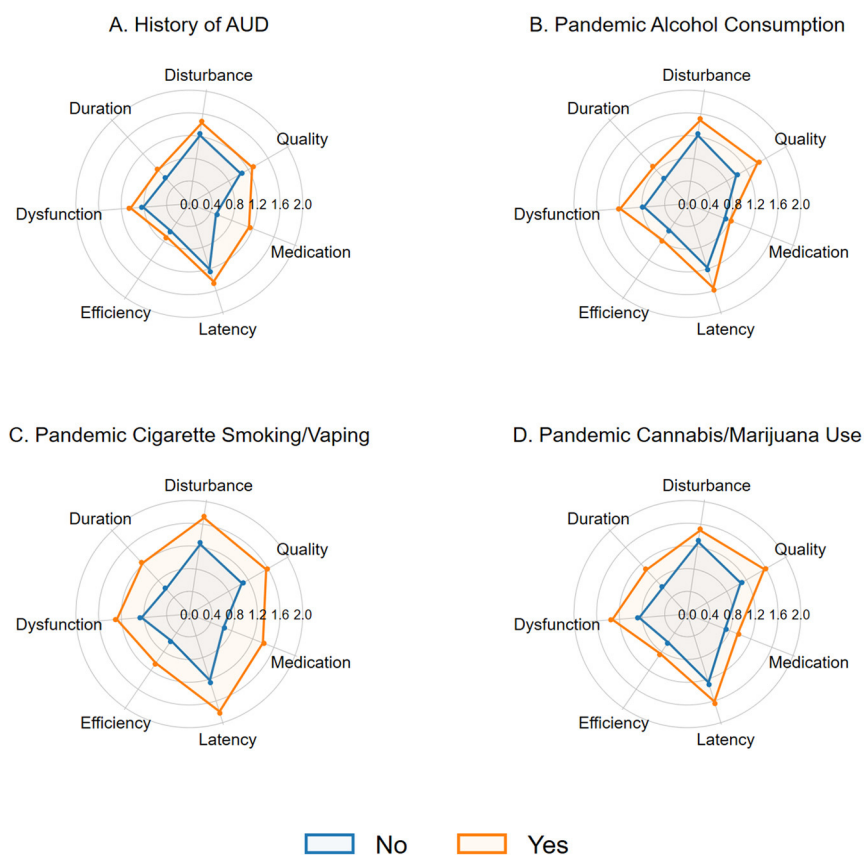 A. History of AUD
Disturbance
Duration
Quality
0.0 0.4 0.8 1.2 1.6 2.0
Dysfunction
Medication
Efficiency
Latency
B. Pandemic Alcohol Consumption
Disturbance
Duration
Quality
0.0 0.4 0.8 1.2 1.6 2.0
Dysfunction
Medication
Efficiency
Latency
C. Pandemic Cigarette Smoking/Vaping
Disturbance
Duration
Quality
0.0 0.4 0.8 1.2 1.6 2.0
Dysfunction
Medication
Efficiency
Latency
D. Pandemic Cannabis/Marijuana Use
Disturbance
Duration
Quality
0.0 0.4 0.8 1.2 1.6 2.0
Dysfunction
Medication
Efficiency
Latency
No Yes